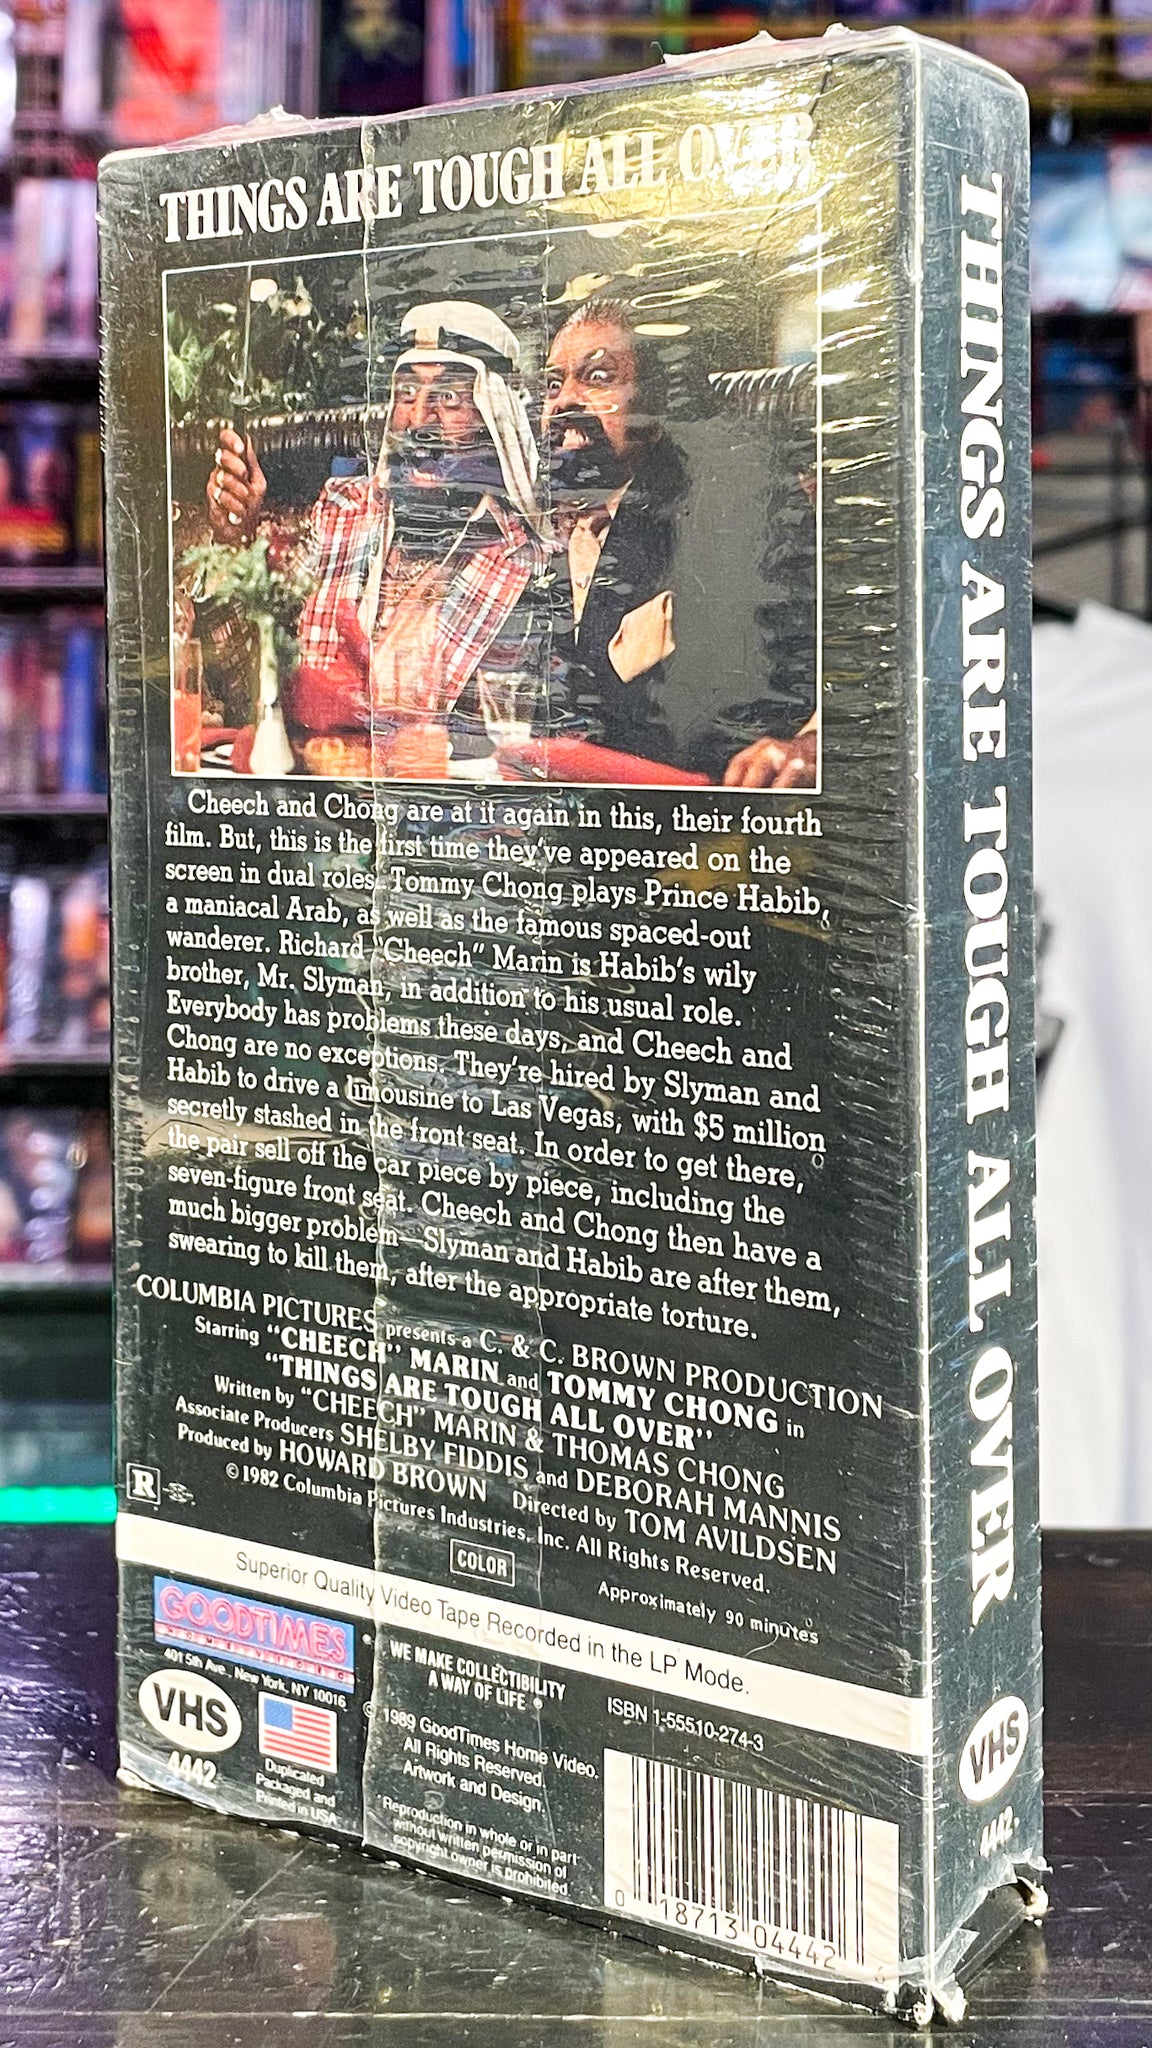 THINGS ARE TOUGH ALL OVER
Cheech and Chong are at it again in this, their fourth
film. But, this is the first time they've appeared on the
screen in dual roles. Tommy Chong plays Prince Habib,
a maniacal Arab, as well as the famous spaced-out
wanderer. Richard "Cheech" Marin is Habib's wily
brother, Mr. Slyman, in addition to his usual role.
Everybody has problems these days, and Cheech and
Chong are no exceptions. They're hired by Slyman and
Habib to drive a limousine to Las Vegas, with $5 million
secretly stashed in the front seat. In order to get there,
the pair sell off the car piece by piece, including the
seven-figure front seat. Cheech and Chong then have a
much bigger problem—Slyman and Habib are after them,
swearing to kill them, after the appropriate torture.
COLUMBIA PICTURES presents a C. & C. BROWN PRODUCTION
Starring "CHEECH" MARIN and TOMMY CHONG in
"THINGS ARE TOUGH ALL OVER"
Written by "CHEECH" MARIN & THOMAS CHONG
Associate Producers SHELBY FIDDIS and DEBORAH MANNIS
Produced by HOWARD BROWN Directed by TOM AVILDSEN
© 1982 Columbia Pictures Industries, Inc. All Rights Reserved.
R
COLOR
Approximately 90 minutes
Superior Quality Video Tape Recorded in the LP Mode.
GOODTIMES
HOME VIDEO
401 5th Ave. New York, NY 10016
VHS
4442
Duplicated
Packaged and
Printed in USA
WE MAKE COLLECTIBILITY
A WAY OF LIFE
© 1989 GoodTimes Home Video.
All Rights Reserved.
Artwork and Design.
Reproduction in whole or in part
without written permission of
copyright owner is prohibited
ISBN 1-55510-274-3
0 18713 04442
THINGS ARE TOUGH ALL OVER
VHS
4442